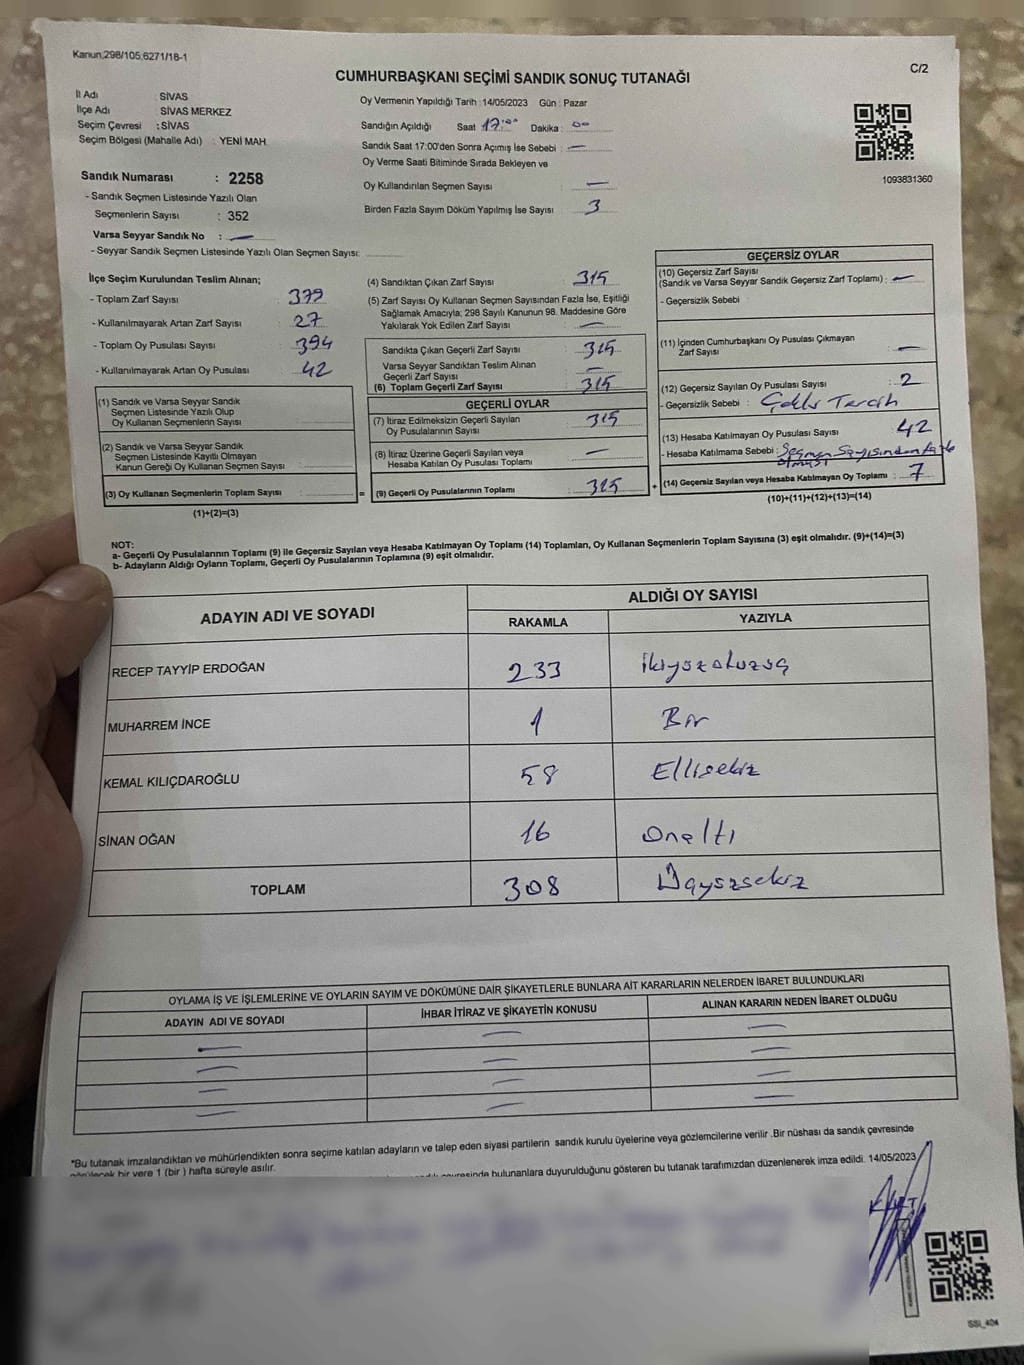 Kanun;298/105;6271/18-1
C/2
CUMHURBAŞKANI SEÇİMİ SANDIK SONUÇ TUTANAĞI
İl Adı : SİVAS
İlçe Adı : SİVAS MERKEZ
Seçim Çevresi : SİVAS
Seçim Bölgesi (Mahalle Adı) : YENİ MAH.
Oy Vermenin Yapıldığı Tarih : 14/05/2023 Gün : Pazar
Sandığın Açıldığı Saat 17:00 Dakika : 00
Sandık Saat 17:00'den Sonra Açımış İse Sebebi : —
Oy Verme Saati Bitiminde Sırada Bekleyen ve
Oy Kullandırılan Seçmen Sayısı : —
Birden Fazla Sayım Döküm Yapılmış İse Sayısı : 3
1093831360
Sandık Numarası : 2258
- Sandık Seçmen Listesinde Yazılı Olan
Seçmenlerin Sayısı : 352
Varsa Seyyar Sandık No : —
- Seyyar Sandık Seçmen Listesinde Yazılı Olan Seçmen Sayısı:
İlçe Seçim Kurulundan Teslim Alınan;
- Toplam Zarf Sayısı : 379
- Kullanılmayarak Artan Zarf Sayısı : 27
- Toplam Oy Pusulası Sayısı : 394
- Kullanılmayarak Artan Oy Pusulası : 42
(1) Sandık ve Varsa Seyyar Sandık
Seçmen Listesinde Yazılı Olup
Oy Kullanan Seçmenlerin Sayısı :
(2) Sandık ve Varsa Seyyar Sandık
Seçmen Listesinde Kayıtlı Olmayan
Kanun Gereği Oy Kullanan Seçmen Sayısı :
(3) Oy Kullanan Seçmenlerin Toplam Sayısı : =
(1)+(2)=(3)
(4) Sandıktan Çıkan Zarf Sayısı : 315
(5) Zarf Sayısı Oy Kullanan Seçmen Sayısından Fazla İse, Eşitliği
Sağlamak Amacıyla; 298 Sayılı Kanunun 98. Maddesine Göre
Yakılarak Yok Edilen Zarf Sayısı : —
Sandıkta Çıkan Geçerli Zarf Sayısı : 315
Varsa Seyyar Sandıktan Teslim Alınan
Geçerli Zarf Sayısı : —
(6) Toplam Geçerli Zarf Sayısı : 315
GEÇERLİ OYLAR
(7) İtiraz Edilmeksizin Geçerli Sayılan
Oy Pusulalarının Sayısı : 315
(8) İtiraz Üzerine Geçerli Sayılan veya
Hesaba Katılan Oy Pusulası Toplamı : —
(9) Geçerli Oy Pusulalarının Toplamı : 315 +
GEÇERSİZ OYLAR
(10) Geçersiz Zarf Sayısı
(Sandık ve Varsa Seyyar Sandık Geçersiz Zarf Toplamı) : —
- Geçersizlik Sebebi :
(11) İçinden Cumhurbaşkanı Oy Pusulası Çıkmayan
Zarf Sayısı : —
(12) Geçersiz Sayılan Oy Pusulası Sayısı : 2
- Geçersizlik Sebebi : Çoklu Tercih
(13) Hesaba Katılmayan Oy Pusulası Sayısı : 42
- Hesaba Katılmama Sebebi : Seçmen Sayısından fazla
olması
(14) Geçersiz Sayılan veya Hesaba Katılmayan Oy Toplamı : 7
(10)+(11)+(12)+(13)=(14)
NOT:
a- Geçerli Oy Pusulalarının Toplamı (9) ile Geçersiz Sayılan veya Hesaba Katılmayan Oy Toplamı (14) Toplamları, Oy Kullanan Seçmenlerin Toplam Sayısına (3) eşit olmalıdır. (9)+(14)=(3)
b- Adayların Aldığı Oyların Toplamı, Geçerli Oy Pusulalarının Toplamına (9) eşit olmalıdır.
ADAYIN ADI VE SOYADI
ALDIĞI OY SAYISI
RAKAMLA YAZIYLA
RECEP TAYYİP ERDOĞAN 233 ikiyüzotuzüç
MUHARREM İNCE 1 Bir
KEMAL KILIÇDAROĞLU 58 Ellisekiz
SİNAN OĞAN 16 Onaltı
TOPLAM 308 Üçyüzsekiz
OYLAMA İŞ VE İŞLEMLERİNE VE OYLARIN SAYIM VE DÖKÜMÜNE DAİR ŞİKAYETLERLE BUNLARA AİT KARARLARIN NELERDEN İBARET BULUNDUKLARI
ADAYIN ADI VE SOYADI İHBAR İTİRAZ VE ŞİKAYETİN KONUSU ALINAN KARARIN NEDEN İBARET OLDUĞU
— — —
— — —
— — —
— — —
*Bu tutanak imzalandıktan ve mühürlendikten sonra seçime katılan adayların ve talep eden siyasi partilerin sandık kurulu üyelerine veya gözlemcilerine verilir .Bir nüshası da sandık çevresinde
görülecek bir yere 1 (bir ) hafta süreyle asılır.
bulunanlara duyurulduğunu gösteren bu tutanak tarafımızdan düzenlenerek imza edildi. 14/05/2023
SSİ_404